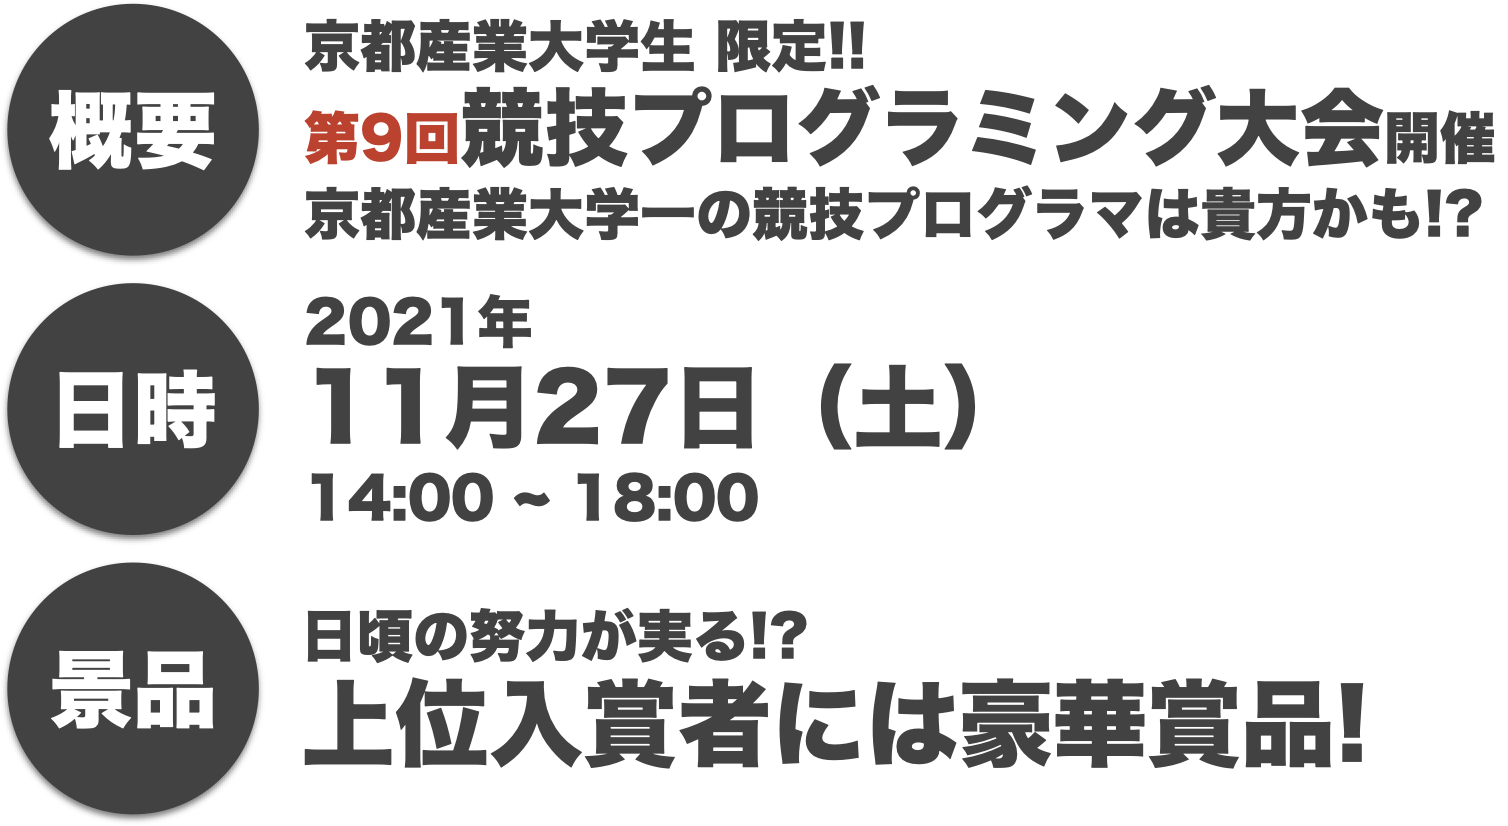 概要
京都産業大学生 限定!!
第9回競技プログラミング大会開催
京都産業大学一の競技プログラマは貴方かも!?
日時
2021年
11月27日（土）
14:00 ~ 18:00
景品
日頃の努力が実る!?
上位入賞者には豪華賞品!